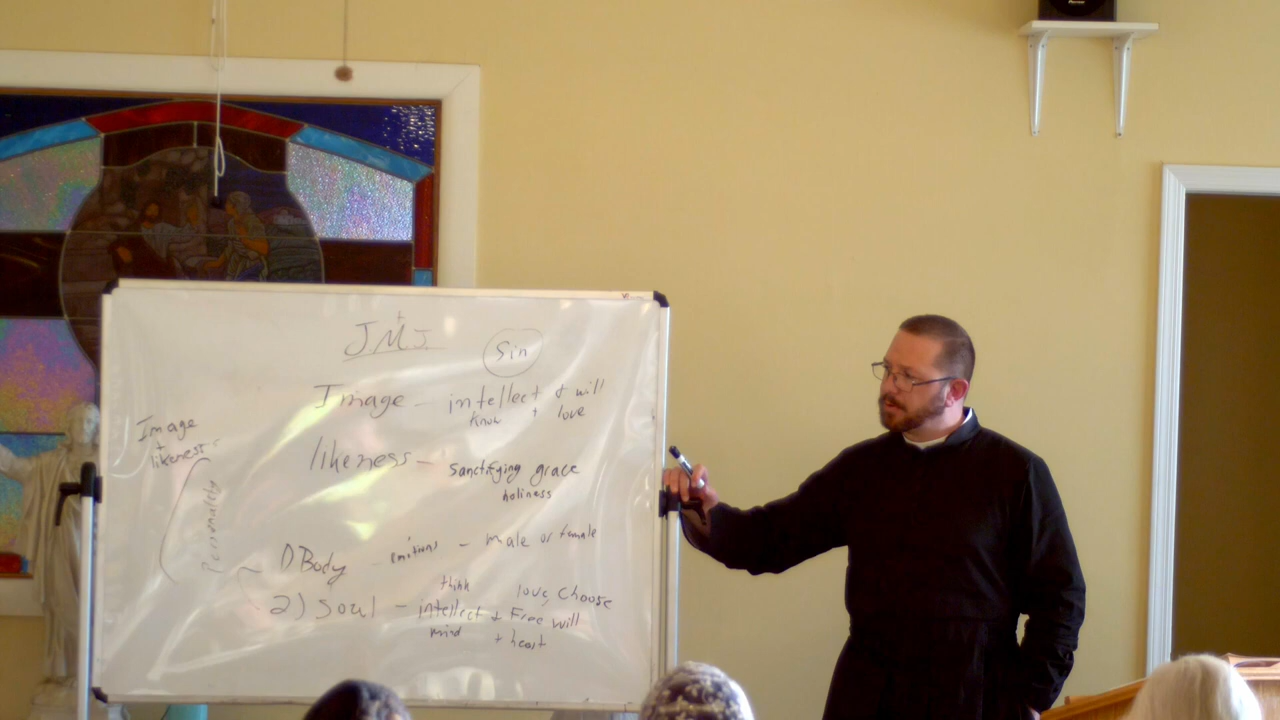 J.M.J.
Sin
Image - intellect & will
know + love
Image
+
likeness
likeness - sanctifying grace
holiness
Personality
1) Body - emotions - male or female
think love, choose
2) Soul - intellect & Free will
mind + heart